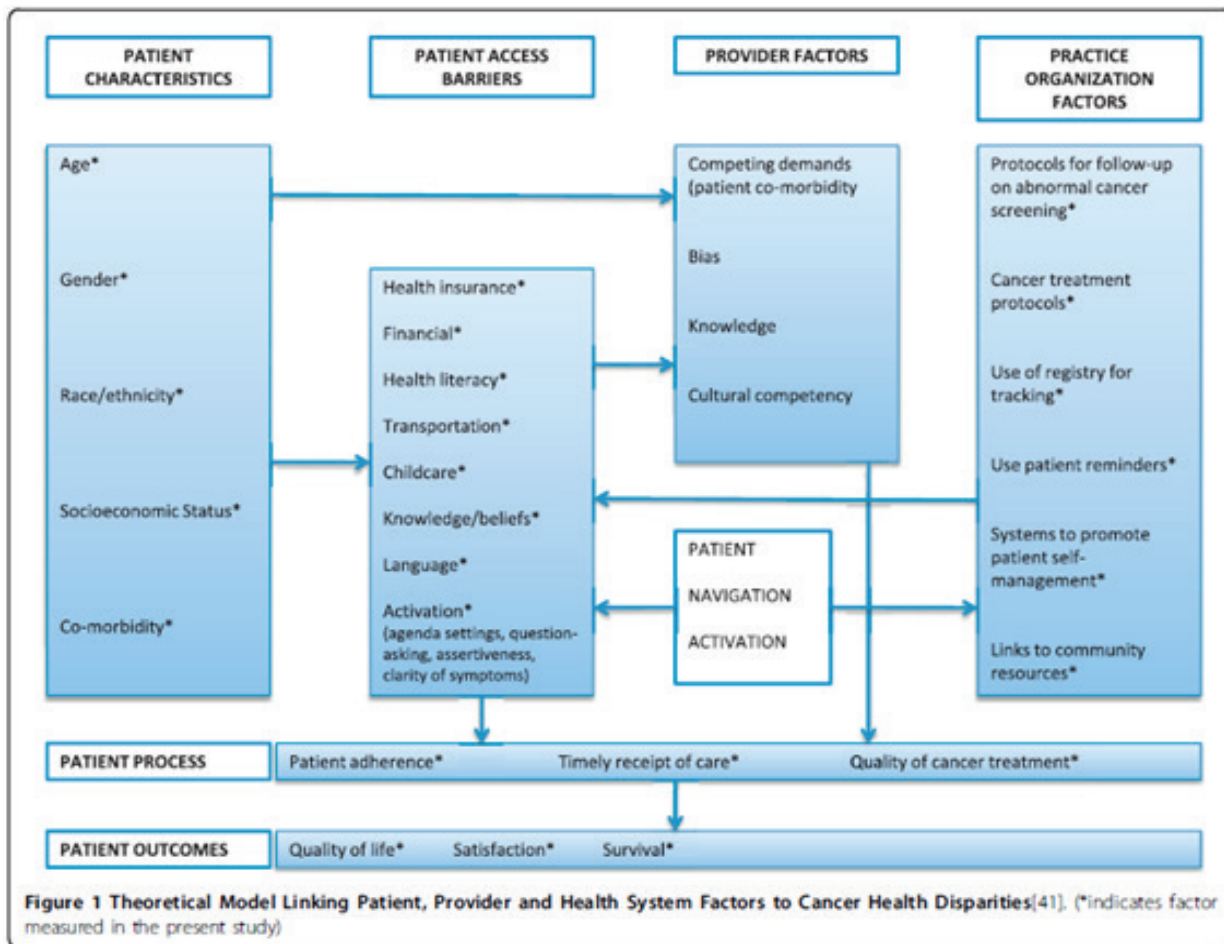 PATIENT
CHARACTERISTICS
PATIENT ACCESS
BARRIERS
PROVIDER FACTORS
PRACTICE
ORGANIZATION
FACTORS
Age*
Gender*
Race/ethnicity*
Socioeconomic Status*
Co-morbidity*
Health insurance*
Financial*
Health literacy*
Transportation*
Childcare*
Knowledge/beliefs*
Language*
Activation*
(agenda settings, question-
asking, assertiveness,
clarity of symptoms)
Competing demands
(patient co-morbidity
Bias
Knowledge
Cultural competency
PATIENT
NAVIGATION
ACTIVATION
Protocols for follow-up
on abnormal cancer
screening*
Cancer treatment
protocols*
Use of registry for
tracking*
Use patient reminders*
Systems to promote
patient self-
management*
Links to community
resources*
PATIENT PROCESS
Patient adherence* Timely receipt of care* Quality of cancer treatment*
PATIENT OUTCOMES
Quality of life* Satisfaction* Survival*
Figure 1 Theoretical Model Linking Patient, Provider and Health System Factors to Cancer Health Disparities[41]. (*indicates factor
measured in the present study)